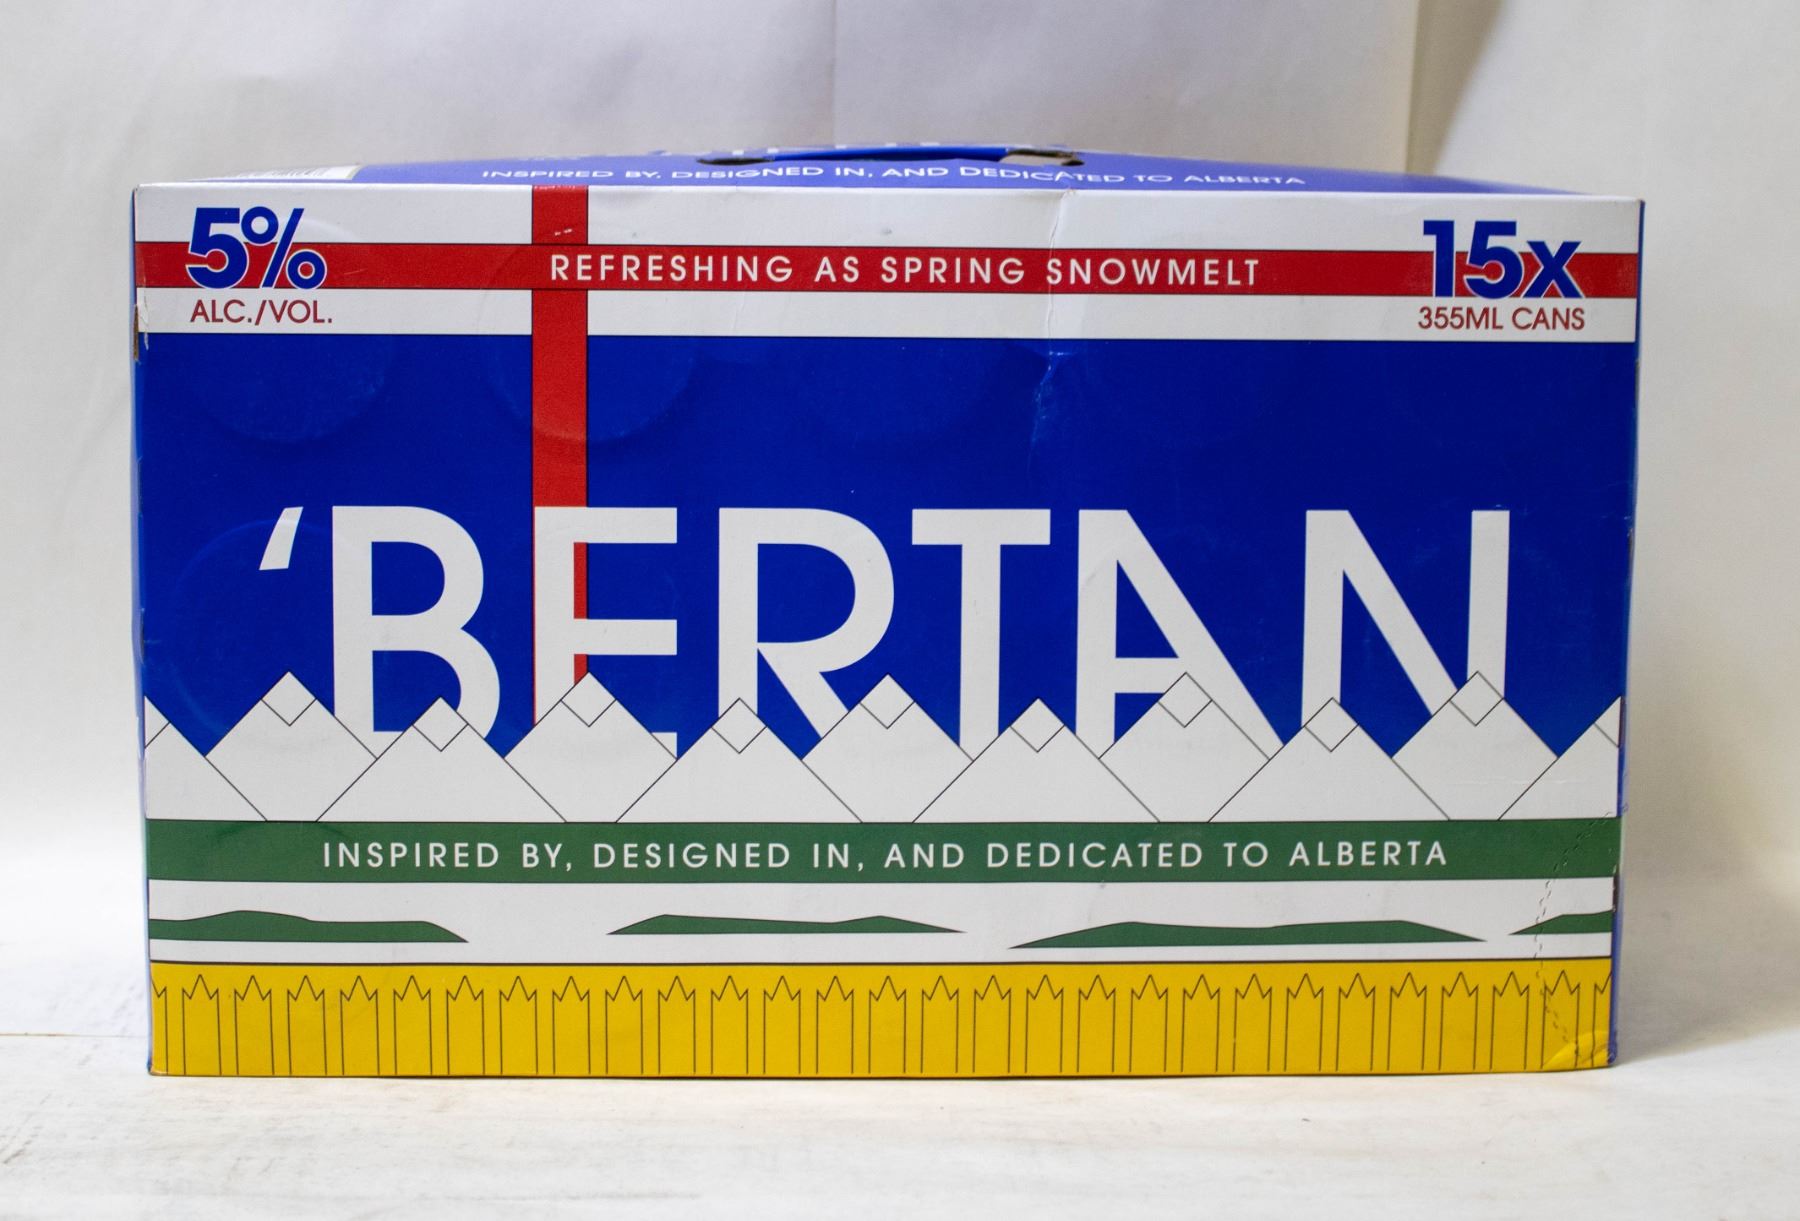 INSPIRED BY, DESIGNED IN, AND DEDICATED TO ALBERTA
5%
ALC./VOL.
REFRESHING AS SPRING SNOWMELT
15x
355ML CANS
‘BERTAN
INSPIRED BY, DESIGNED IN, AND DEDICATED TO ALBERTA